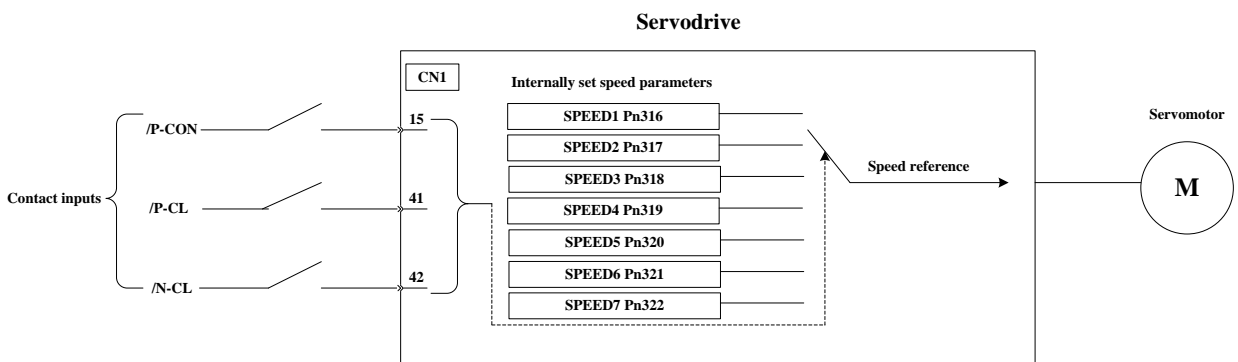 Servodrive
CN1
Internally set speed parameters
SPEED1 Pn316
SPEED2 Pn317
SPEED3 Pn318
SPEED4 Pn319
SPEED5 Pn320
SPEED6 Pn321
SPEED7 Pn322
Contact inputs
/P-CON
15
/P-CL
41
/N-CL
42
Speed reference
Servomotor
M